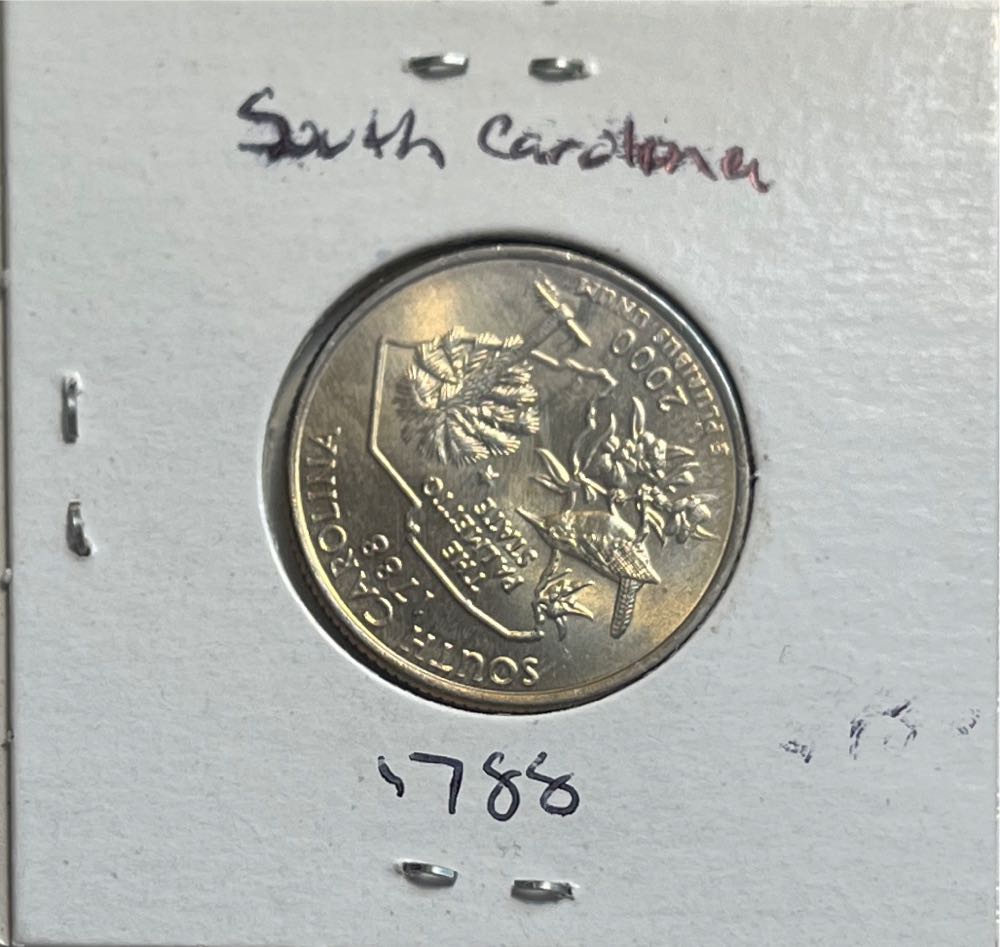 South Carolina
SOUTH CAROLINA
1788
THE
PALMETTO
STATE
2000
E PLURIBUS UNUM
1788